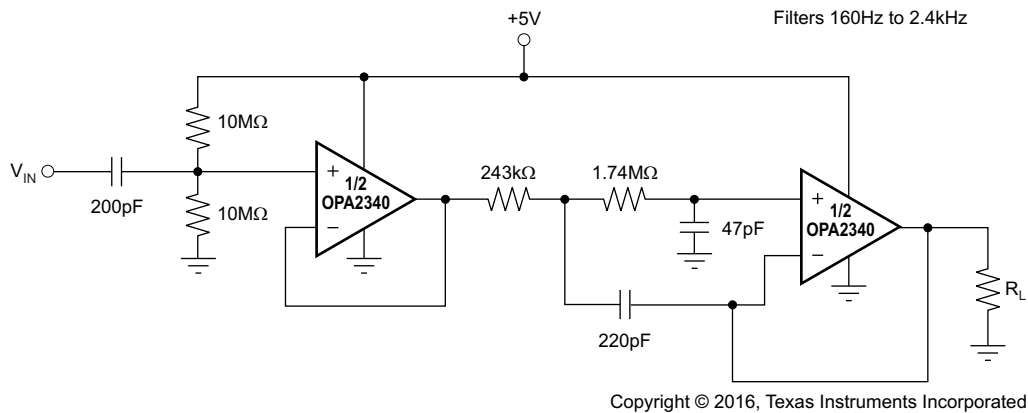 +5V
Filters 160Hz to 2.4kHz
10MΩ
V_IN
200pF
10MΩ
+
1/2
OPA2340
−
243kΩ
1.74MΩ
47pF
220pF
+
1/2
OPA2340
−
R_L
Copyright © 2016, Texas Instruments Incorporated